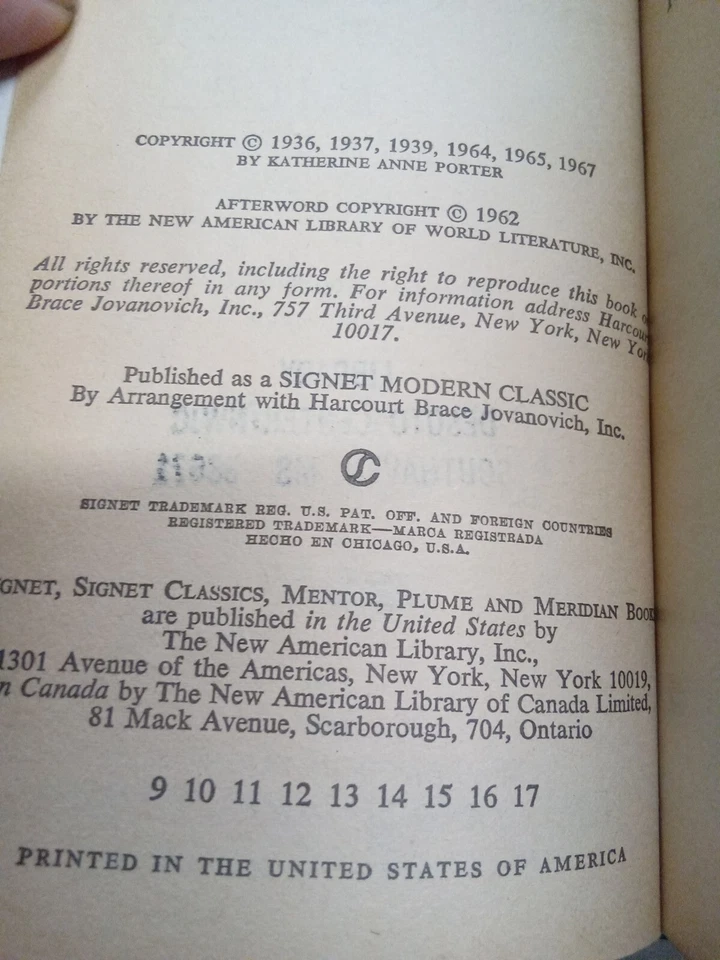 COPYRIGHT © 1936, 1937, 1939, 1964, 1965, 1967
BY KATHERINE ANNE PORTER
AFTERWORD COPYRIGHT © 1962
BY THE NEW AMERICAN LIBRARY OF WORLD LITERATURE, INC.
All rights reserved, including the right to reproduce this book
portions thereof in any form. For information address Harcour
Brace Jovanovich, Inc., 757 Third Avenue, New York, New Yor
10017.
Published as a SIGNET MODERN CLASSIC
By Arrangement with Harcourt Brace Jovanovich, Inc.
SIGNET TRADEMARK REG. U.S. PAT. OFF. AND FOREIGN COUNTRIES
REGISTERED TRADEMARK—MARCA REGISTRADA
HECHO EN CHICAGO, U.S.A.
GNET, SIGNET CLASSICS, MENTOR, PLUME AND MERIDIAN BOO
are published in the United States by
The New American Library, Inc.,
1301 Avenue of the Americas, New York, New York 10019,
n Canada by The New American Library of Canada Limited,
81 Mack Avenue, Scarborough, 704, Ontario
9 10 11 12 13 14 15 16 17
PRINTED IN THE UNITED STATES OF AMERICA